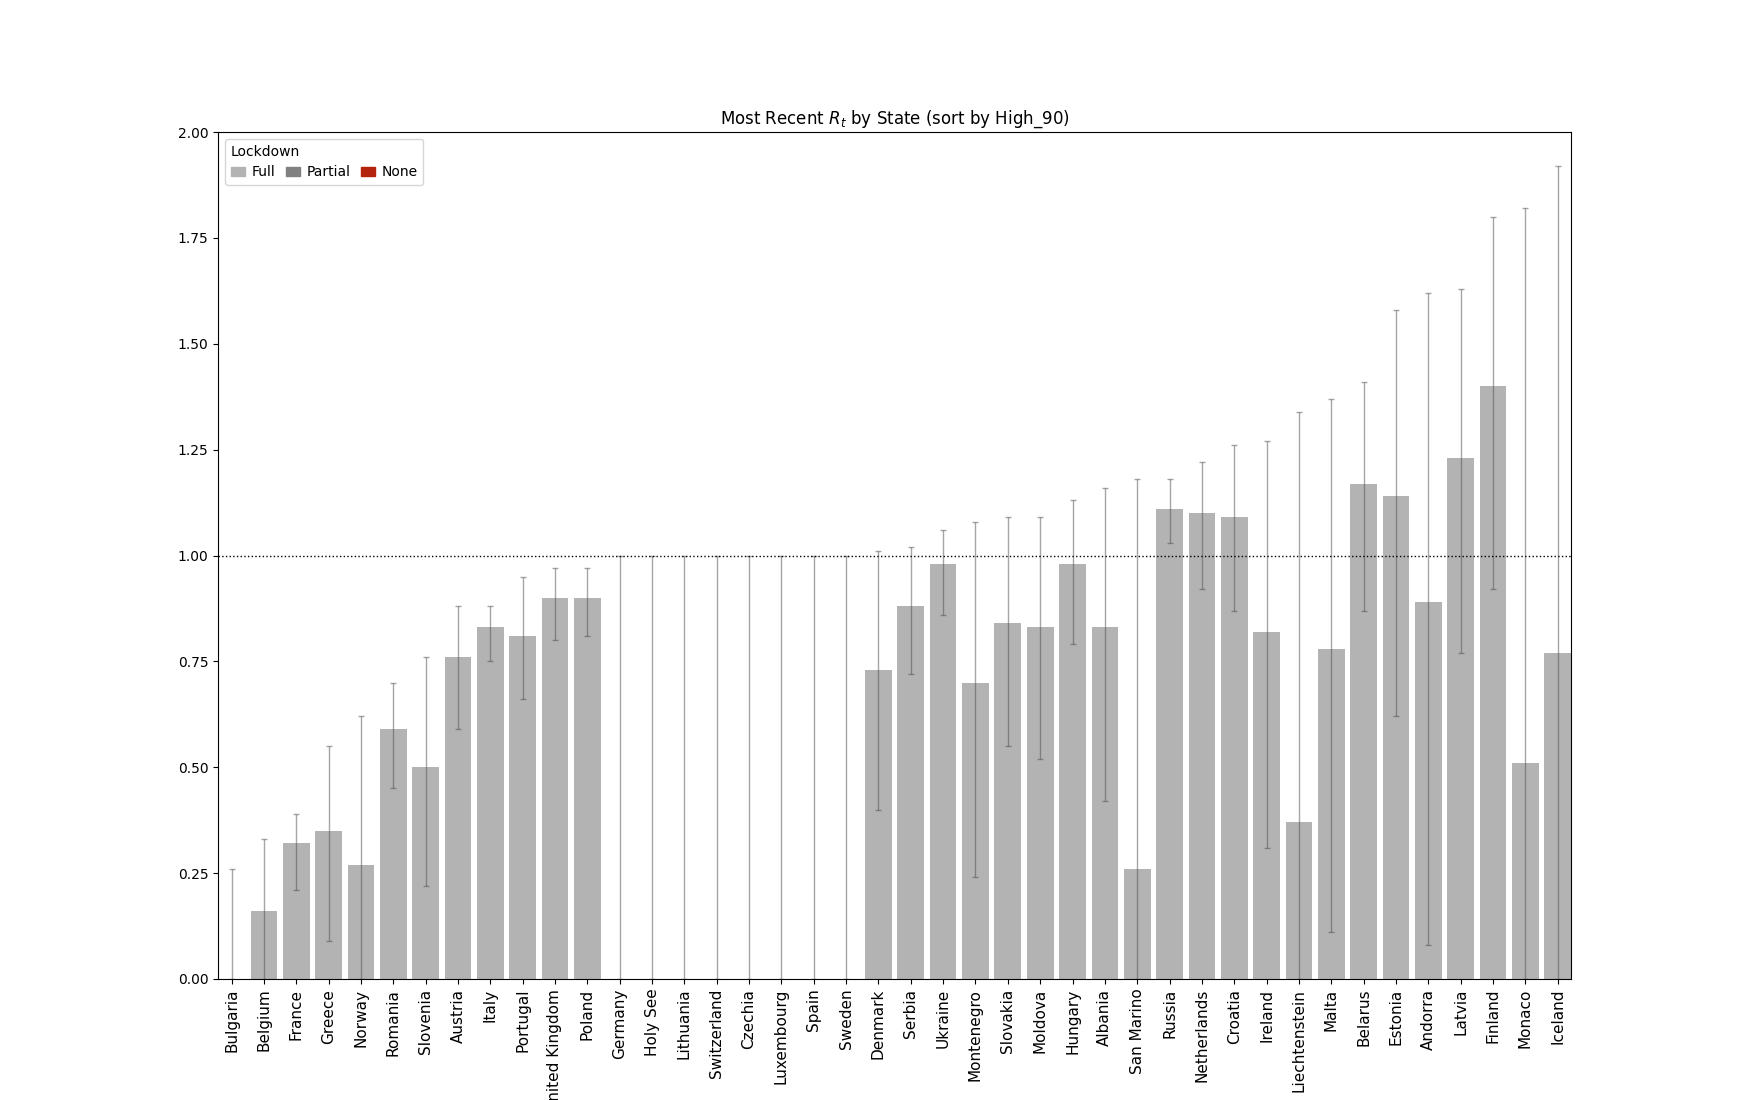 Most Recent R_t by State (sort by High_90)
2.00
Lockdown
Full Partial None
1.75
1.50
1.25
1.00
0.75
0.50
0.25
0.00
Bulgaria
Belgium
France
Greece
Norway
Romania
Slovenia
Austria
Italy
Portugal
nited Kingdom
Poland
Germany
Holy See
Lithuania
Switzerland
Czechia
Luxembourg
Spain
Sweden
Denmark
Serbia
Ukraine
Montenegro
Slovakia
Moldova
Hungary
Albania
San Marino
Russia
Netherlands
Croatia
Ireland
Liechtenstein
Malta
Belarus
Estonia
Andorra
Latvia
Finland
Monaco
Iceland